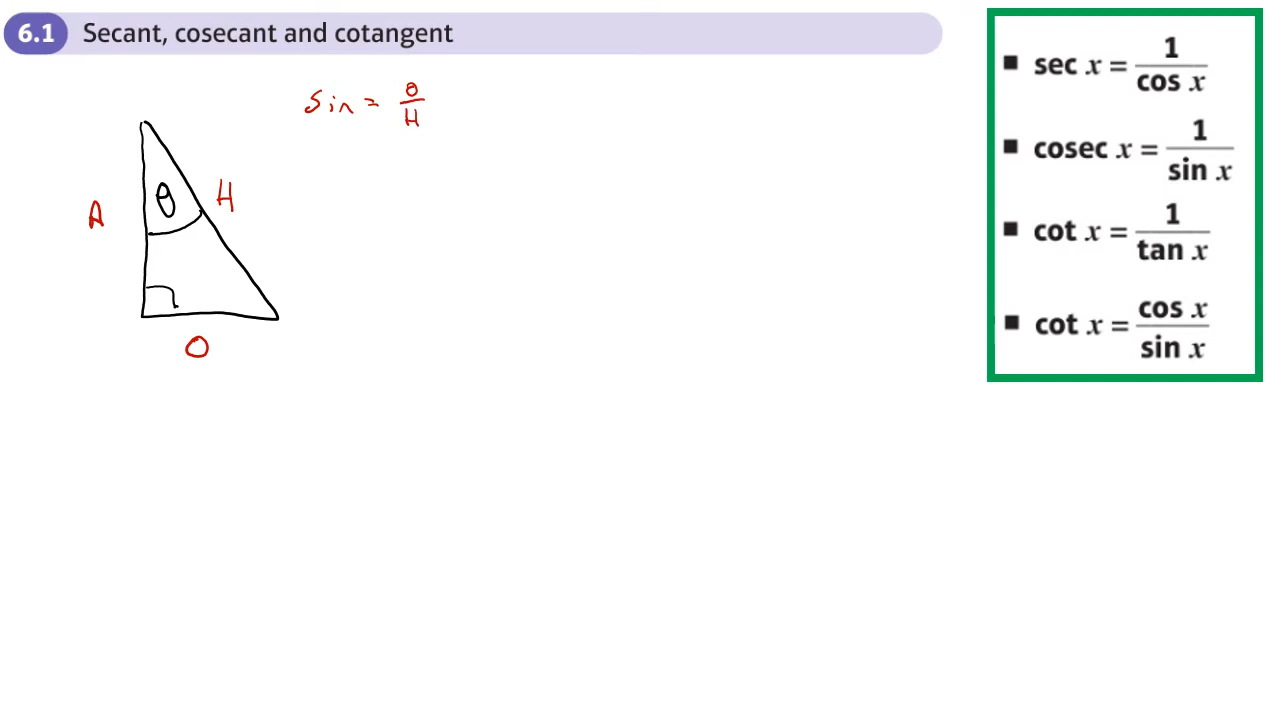 6.1 Secant, cosecant and cotangent
Sin = θ/H
θ
H
A
O
■ sec x = 1/cos x
■ cosec x = 1/sin x
■ cot x = 1/tan x
■ cot x = cos x/sin x